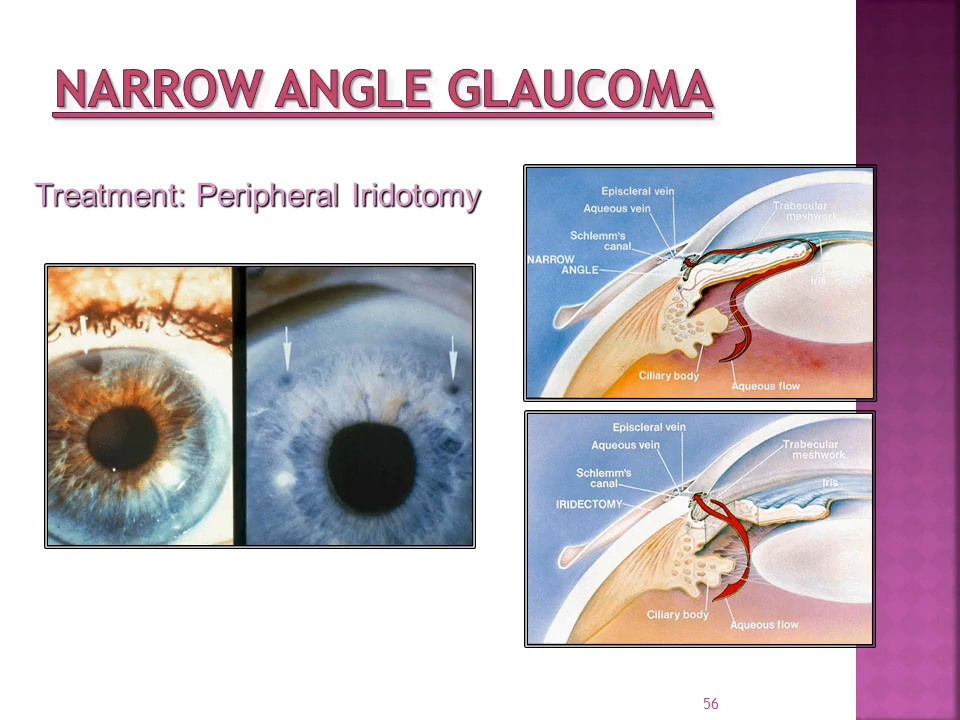 NARROW ANGLE GLAUCOMA
Treatment: Peripheral Iridotomy
Episcleral vein
Aqueous vein
Schlemm's
canal
NARROW
ANGLE
Trabecular
meshwork
Iris
Ciliary body
Aqueous flow
Episcleral vein
Aqueous vein
Schlemm's
canal
IRIDECTOMY
Trabecular
meshwork
Iris
Ciliary body
Aqueous flow
56